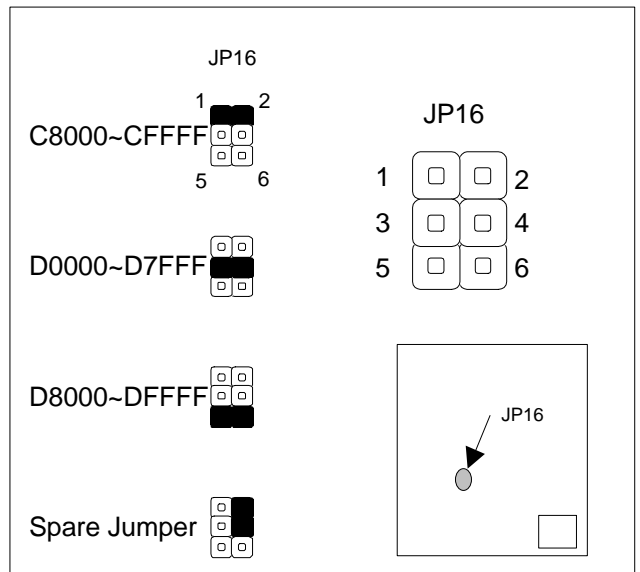 JP16
1 2
C8000~CFFFF
5 6
D0000~D7FFF
D8000~DFFFF
Spare Jumper
JP16
1 2
3 4
5 6
JP16